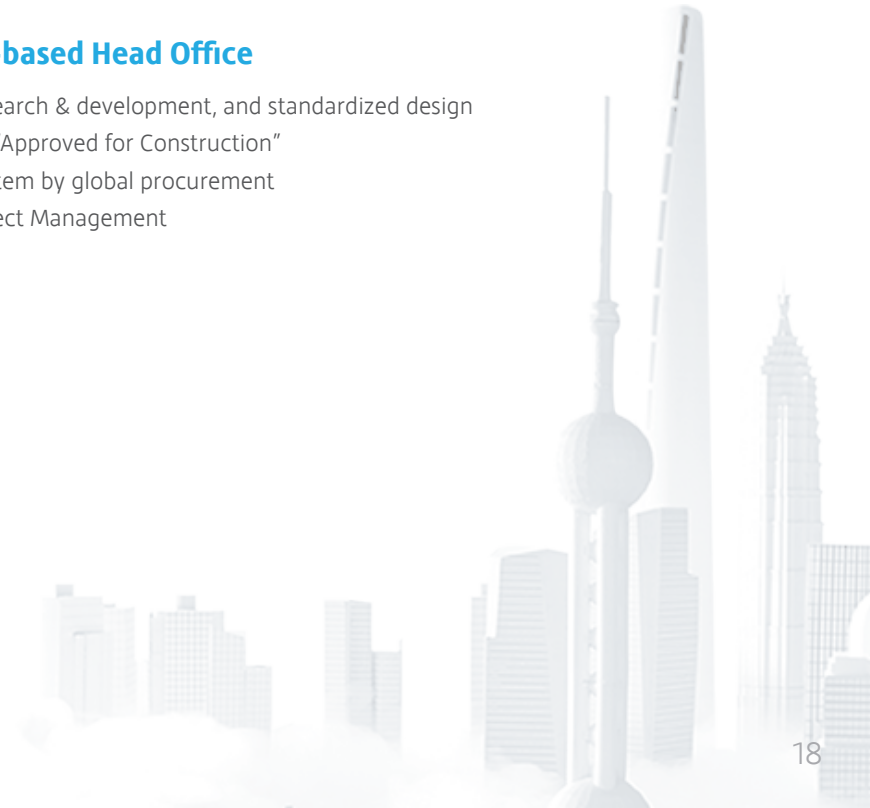 based Head Office
earch & development, and standardized design
“Approved for Construction”
tem by global procurement
ect Management
18